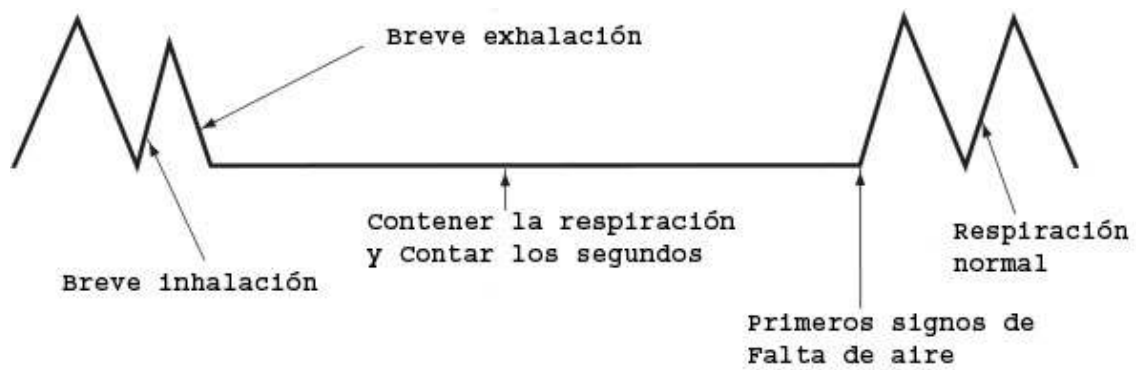 Breve exhalación
Contener la respiración
y Contar los segundos
Respiración
normal
Breve inhalación
Primeros signos de
Falta de aire